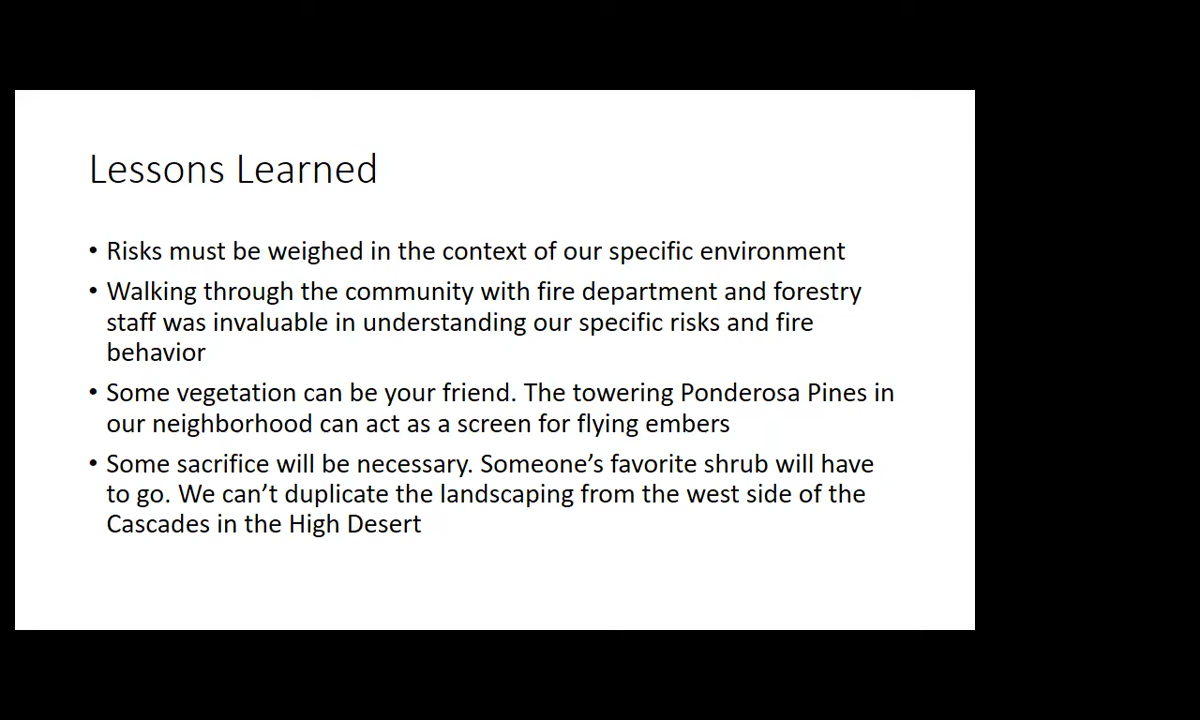 Lessons Learned
• Risks must be weighed in the context of our specific environment
• Walking through the community with fire department and forestry
staff was invaluable in understanding our specific risks and fire
behavior
• Some vegetation can be your friend. The towering Ponderosa Pines in
our neighborhood can act as a screen for flying embers
• Some sacrifice will be necessary. Someone’s favorite shrub will have
to go. We can’t duplicate the landscaping from the west side of the
Cascades in the High Desert